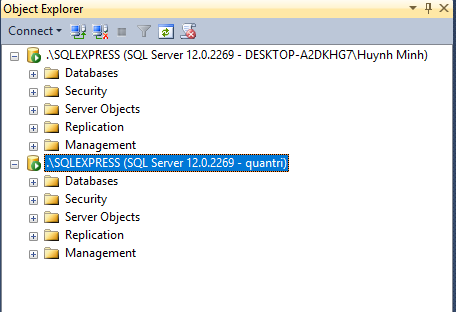 Object Explorer
Connect
.\SQLEXPRESS (SQL Server 12.0.2269 - DESKTOP-A2DKHG7\Huynh Minh)
Databases
Security
Server Objects
Replication
Management
.\SQLEXPRESS (SQL Server 12.0.2269 - quantri)
Databases
Security
Server Objects
Replication
Management